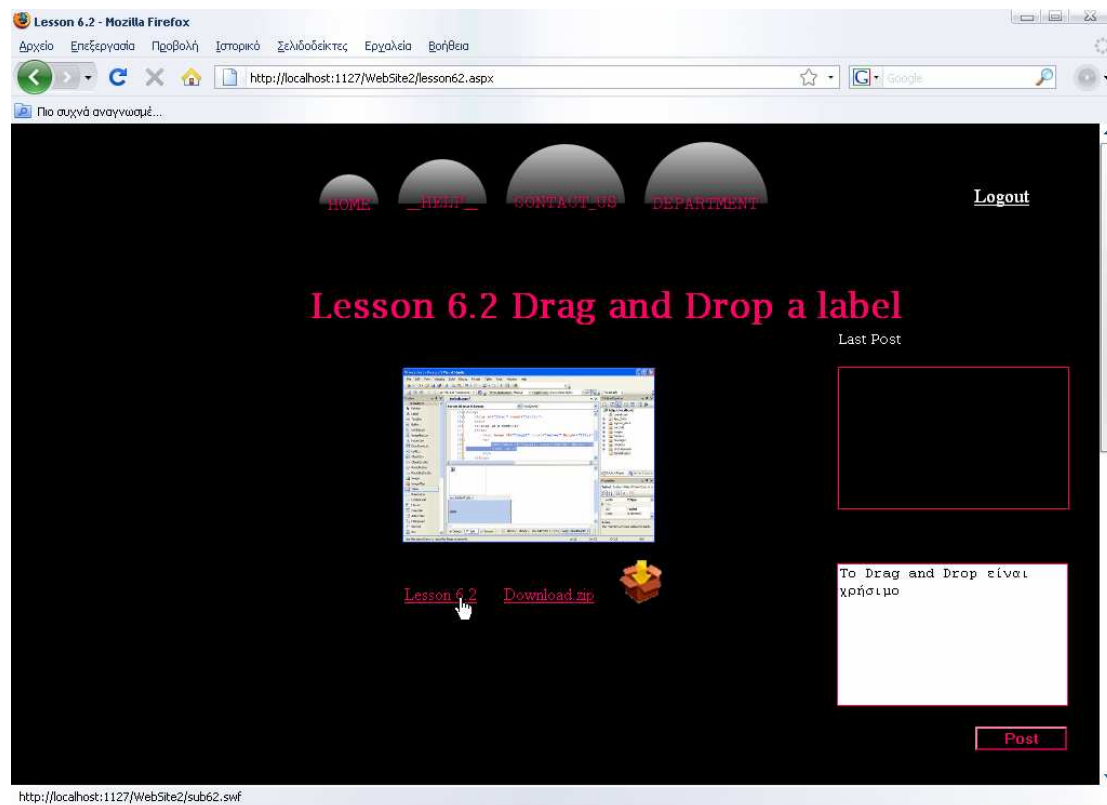 Lesson 6.2 - Mozilla Firefox
Αρχείο Επεξεργασία Προβολή Ιστορικό Σελιδοδείκτες Εργαλεία Βοήθεια
http://localhost:1127/WebSite2/lesson62.aspx
Google
Πιο συχνά αναγνωσμέ...
HOME _HELP_ CONTACT_US DEPARTMENT
Logout
Lesson 6.2 Drag and Drop a label
Last Post
Το Drag and Drop είναι
χρήσιμο
Lesson 6.2 Download zip
Post
http://localhost:1127/WebSite2/sub62.swf